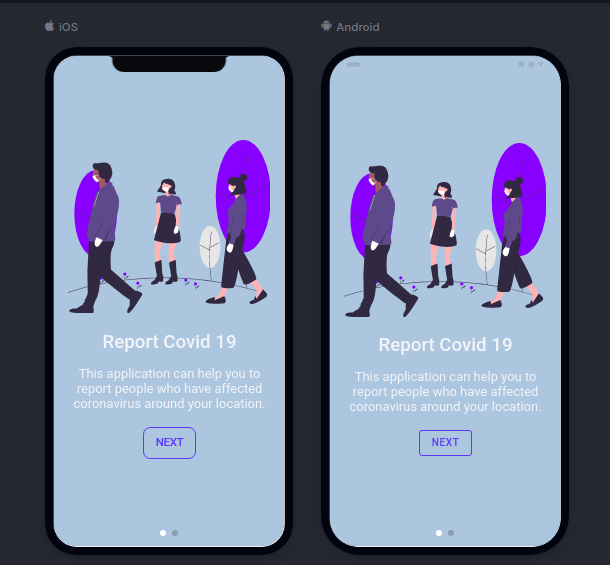 iOS
Android
Report Covid 19
This application can help you to
report people who have affected
coronavirus around your location.
NEXT
Report Covid 19
This application can help you to
report people who have affected
coronavirus around your location.
NEXT